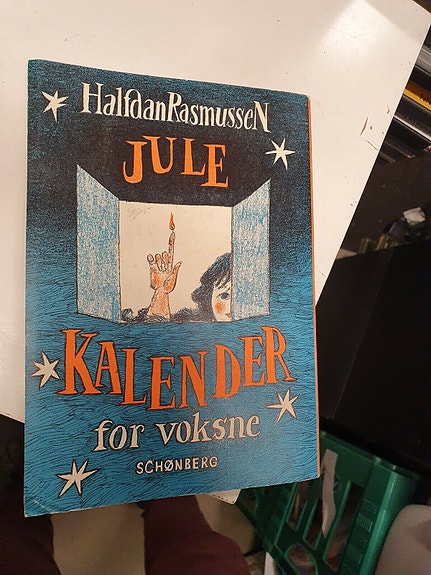 HalfdanRasmusseN
JULE
KALENDER
for voksne
SCHØNBERG